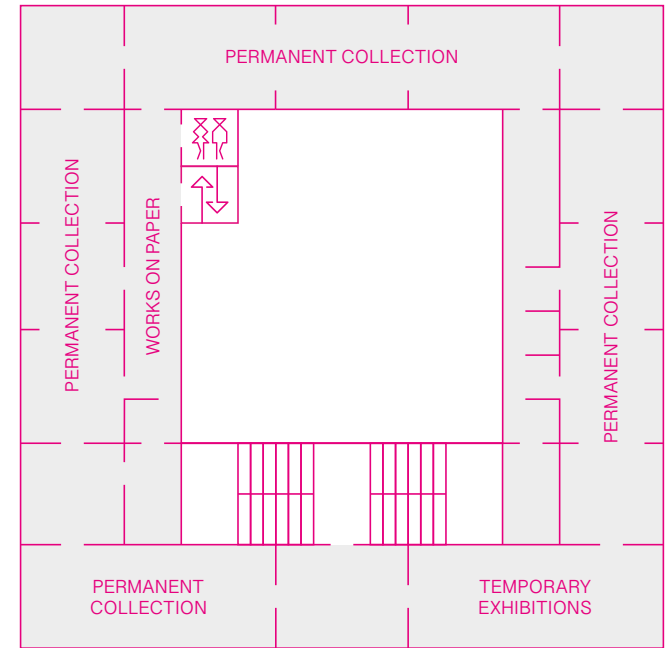 PERMANENT COLLECTION
PERMANENT COLLECTION
WORKS ON PAPER
PERMANENT COLLECTION
PERMANENT
COLLECTION
TEMPORARY
EXHIBITIONS